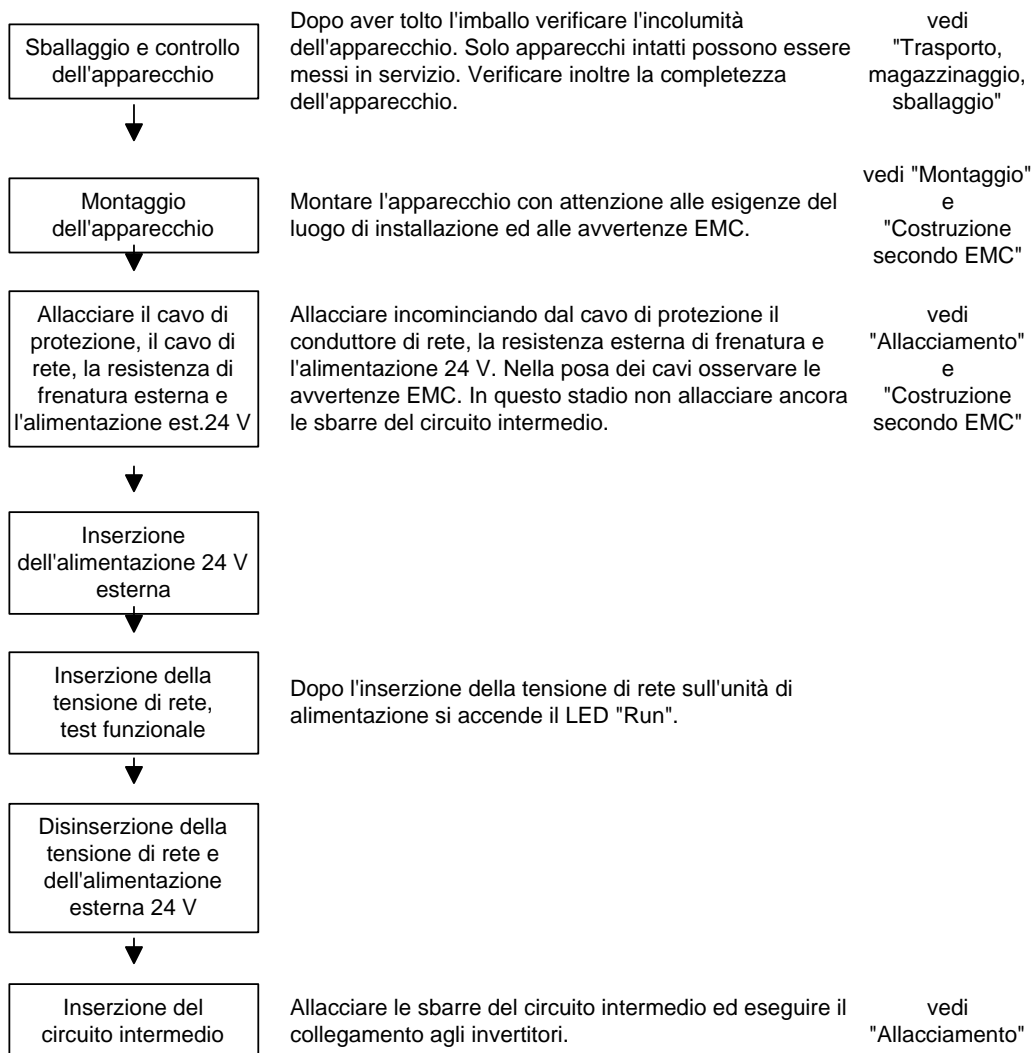 Sballaggio e controllo
dell'apparecchio
Dopo aver tolto l'imballo verificare l'incolumità
dell'apparecchio. Solo apparecchi intatti possono essere
messi in servizio. Verificare inoltre la completezza
dell'apparecchio.
vedi
"Trasporto,
magazzinaggio,
sballaggio"
Montaggio
dell'apparecchio
Montare l'apparecchio con attenzione alle esigenze del
luogo di installazione ed alle avvertenze EMC.
vedi "Montaggio"
e
"Costruzione
secondo EMC"
Allacciare il cavo di
protezione, il cavo di
rete, la resistenza di
frenatura esterna e
l'alimentazione est.24 V
Allacciare incominciando dal cavo di protezione il
conduttore di rete, la resistenza esterna di frenatura e
l'alimentazione 24 V. Nella posa dei cavi osservare le
avvertenze EMC. In questo stadio non allacciare ancora
le sbarre del circuito intermedio.
vedi
"Allacciamento"
e
"Costruzione
secondo EMC"
Inserzione
dell'alimentazione 24 V
esterna
Inserzione della
tensione di rete,
test funzionale
Dopo l'inserzione della tensione di rete sull'unità di
alimentazione si accende il LED "Run".
Disinserzione della
tensione di rete e
dell'alimentazione
esterna 24 V
Inserzione del
circuito intermedio
Allacciare le sbarre del circuito intermedio ed eseguire il
collegamento agli invertitori.
vedi
"Allacciamento"